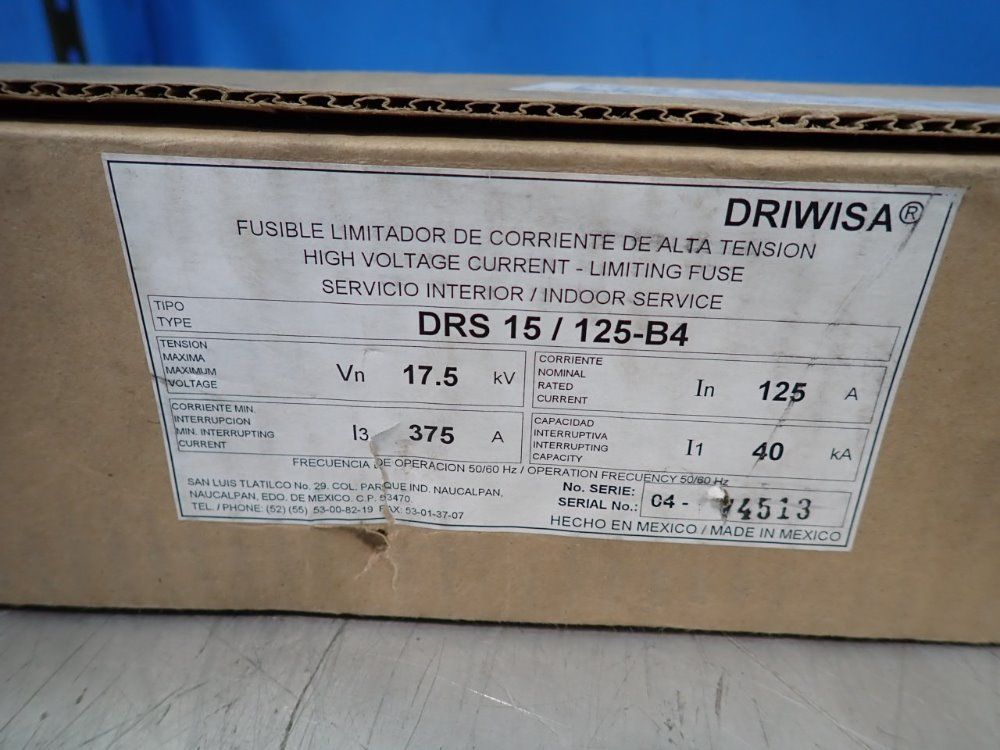 DRIWISA®
FUSIBLE LIMITADOR DE CORRIENTE DE ALTA TENSION
HIGH VOLTAGE CURRENT - LIMITING FUSE
SERVICIO INTERIOR / INDOOR SERVICE
TIPO
TYPE
DRS 15 / 125-B4
TENSION
MAXIMA
MAXIMUM
VOLTAGE
Vn 17.5 kV
CORRIENTE
NOMINAL
RATED
CURRENT
In 125 A
CORRIENTE MIN.
INTERRUPCION
MIN. INTERRUPTING
CURRENT
I3 375 A
CAPACIDAD
INTERRUPTIVA
INTERRUPTING
CAPACITY
I1 40 kA
FRECUENCIA DE OPERACION 50/60 Hz / OPERATION FRECUENCY 50/60 Hz
SAN LUIS TLATILCO No. 29. COL. PARQUE IND. NAUCALPAN,
NAUCALPAN, EDO. DE MEXICO. C.P. 53470.
TEL. / PHONE: (52) (55) 53-00-82-19 FAX: 53-01-37-07
No. SERIE:
SERIAL No.:
04 - 4513
HECHO EN MEXICO / MADE IN MEXICO